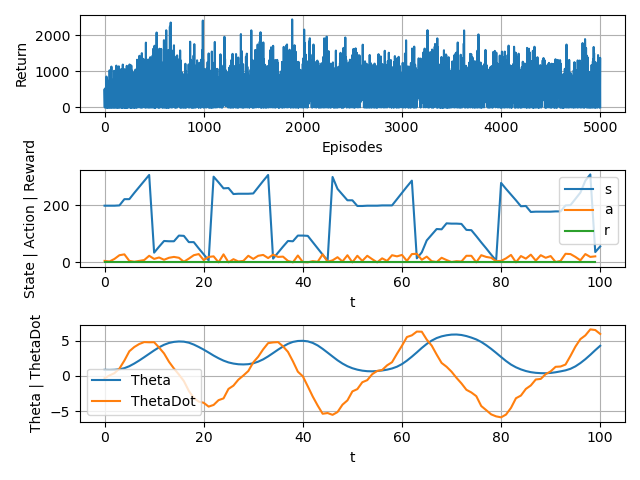 Return
2000
1000
0
0 1000 2000 3000 4000 5000
Episodes
State | Action | Reward
200
0
s
a
r
0 20 40 60 80 100
t
Theta | ThetaDot
5
0
−5
Theta
ThetaDot
0 20 40 60 80 100
t